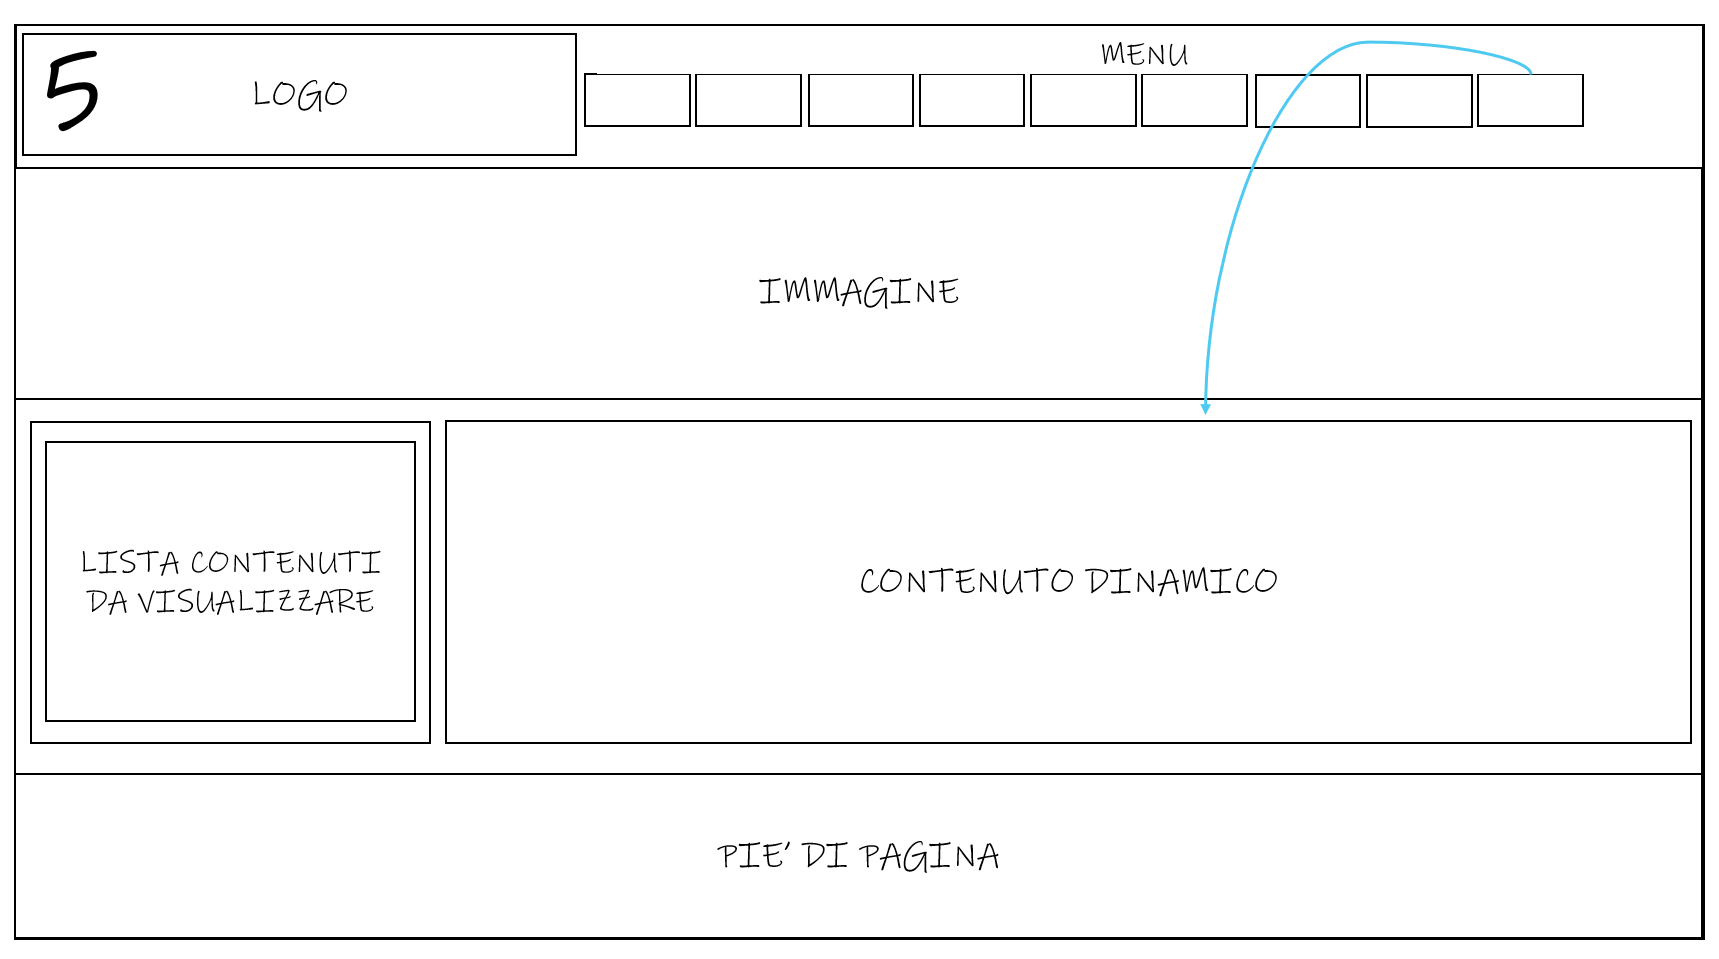 5
LOGO
MENU
IMMAGINE
LISTA CONTENUTI
DA VISUALIZZARE
CONTENUTO DINAMICO
PIE' DI PAGINA